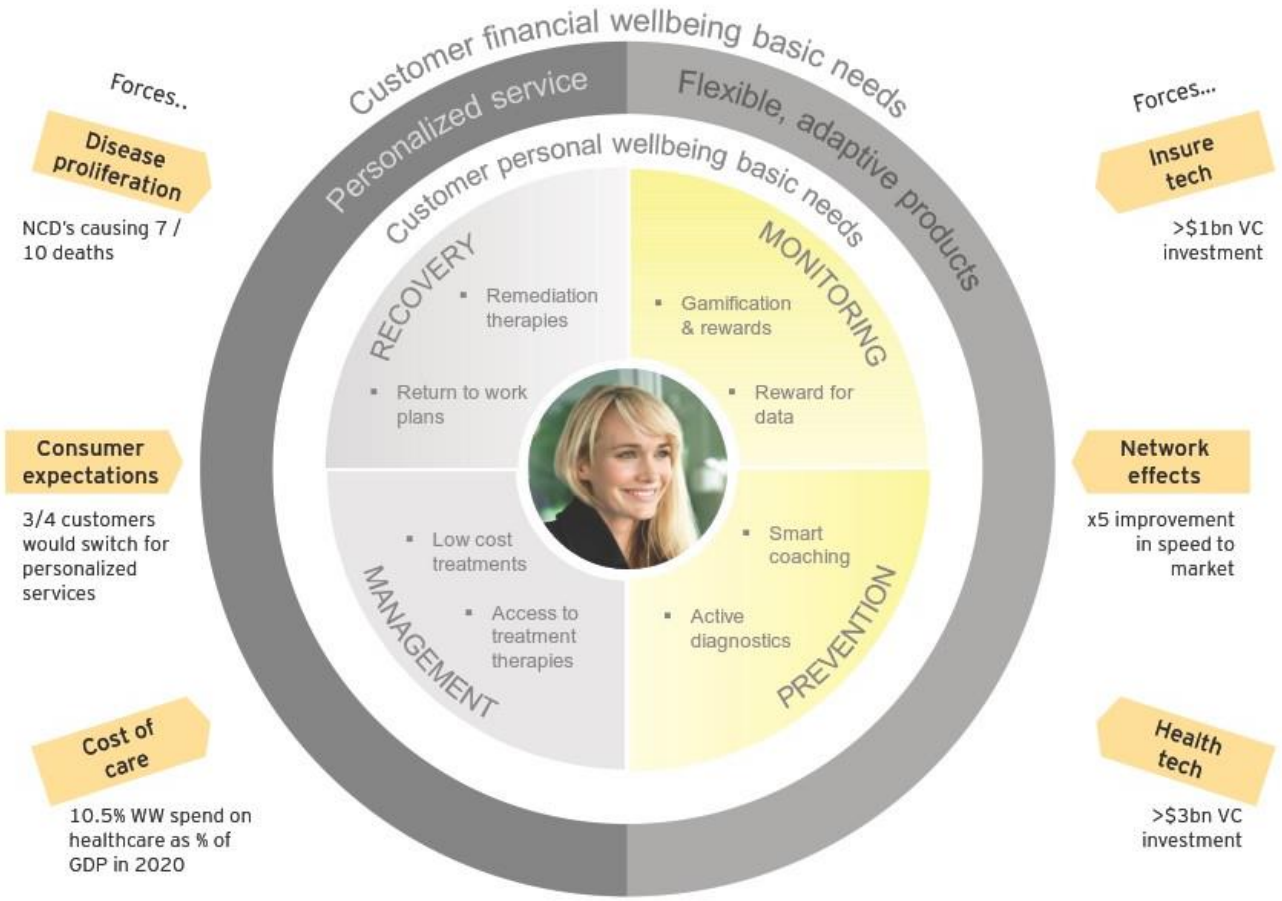 Customer financial wellbeing basic needs
Personalized service
Flexible, adaptive products
Customer personal wellbeing basic needs
Forces..
Disease
proliferation
NCD's causing 7 /
10 deaths
Consumer
expectations
3/4 customers
would switch for
personalized
services
Cost of
care
10.5% WW spend on
healthcare as % of
GDP in 2020
RECOVERY
▪ Remediation
therapies
▪ Return to work
plans
MONITORING
▪ Gamification
& rewards
▪ Reward for
data
MANAGEMENT
▪ Low cost
treatments
▪ Access to
treatment
therapies
PREVENTION
▪ Smart
coaching
▪ Active
diagnostics
Forces...
Insure
tech
>$1bn VC
investment
Network
effects
x5 improvement
in speed to
market
Health
tech
>$3bn VC
investment